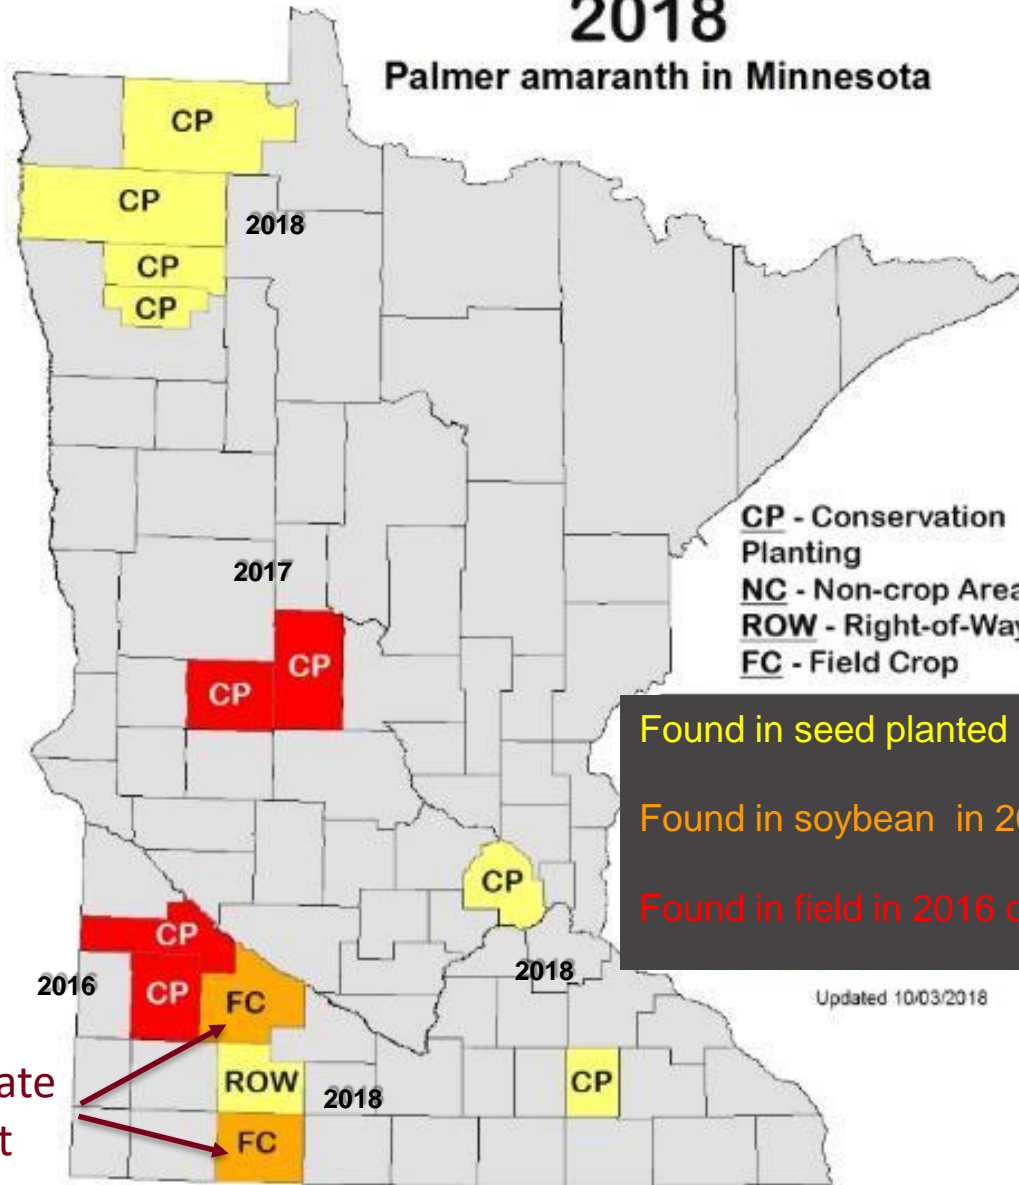 2018
Palmer amaranth in Minnesota
CP
CP
2018
CP
CP
CP - Conservation
Planting
NC - Non-crop Area
ROW - Right-of-Way
FC - Field Crop
2017
CP
CP
Found in seed planted
Found in soybean in
Found in field in 2016
CP
CP
2018
2016
CP
FC
Updated 10/03/2018
ate
t
ROW
2018
CP
FC